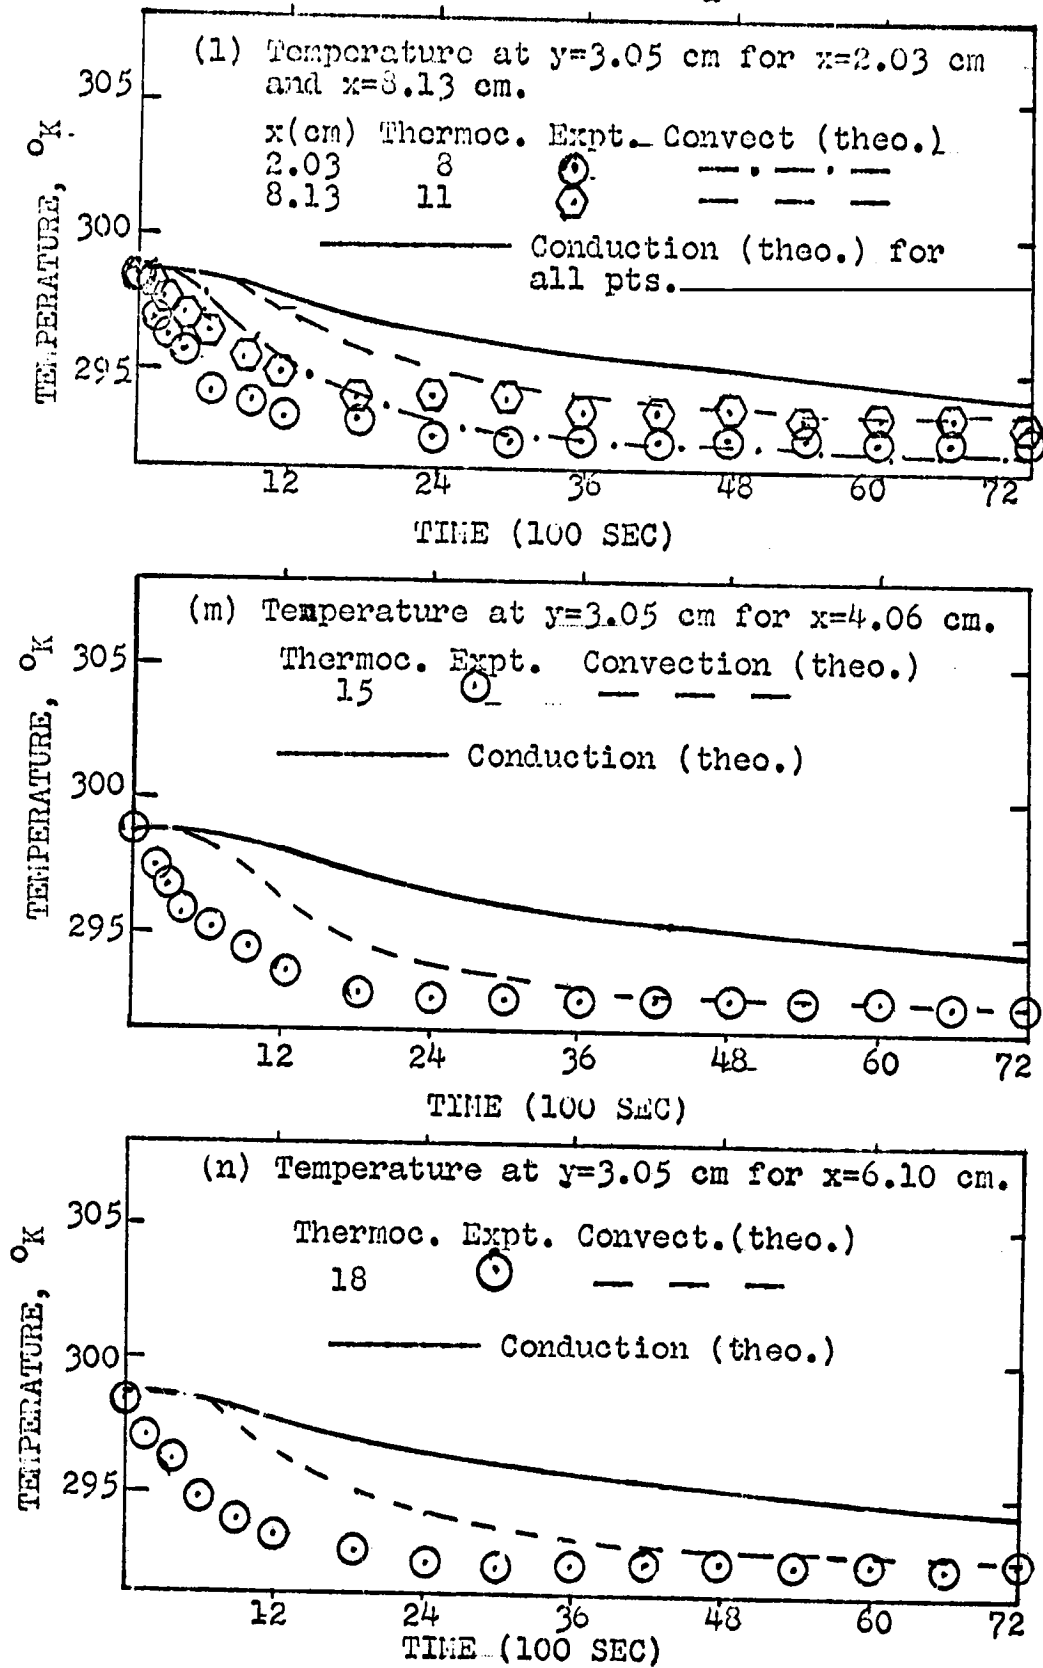 (l) Temperature at y=3.05 cm for x=2.03 cm
and x=8.13 cm.
x(cm) Thermoc. Expt. Convect (theo.)
2.03 8
8.13 11
Conduction (theo.) for
all pts.
305
300
295
TEMPERATURE, °K
12 24 36 48 60 72
TIME (100 SEC)
(m) Temperature at y=3.05 cm for x=4.06 cm.
Thermoc. Expt. Convection (theo.)
15
Conduction (theo.)
305
300
295
TEMPERATURE, °K
12 24 36 48 60 72
TIME (100 SEC)
(n) Temperature at y=3.05 cm for x=6.10 cm.
Thermoc. Expt. Convect.(theo.)
18
Conduction (theo.)
305
300
295
TEMPERATURE, °K
12 24 36 48 60 72
TIME (100 SEC)